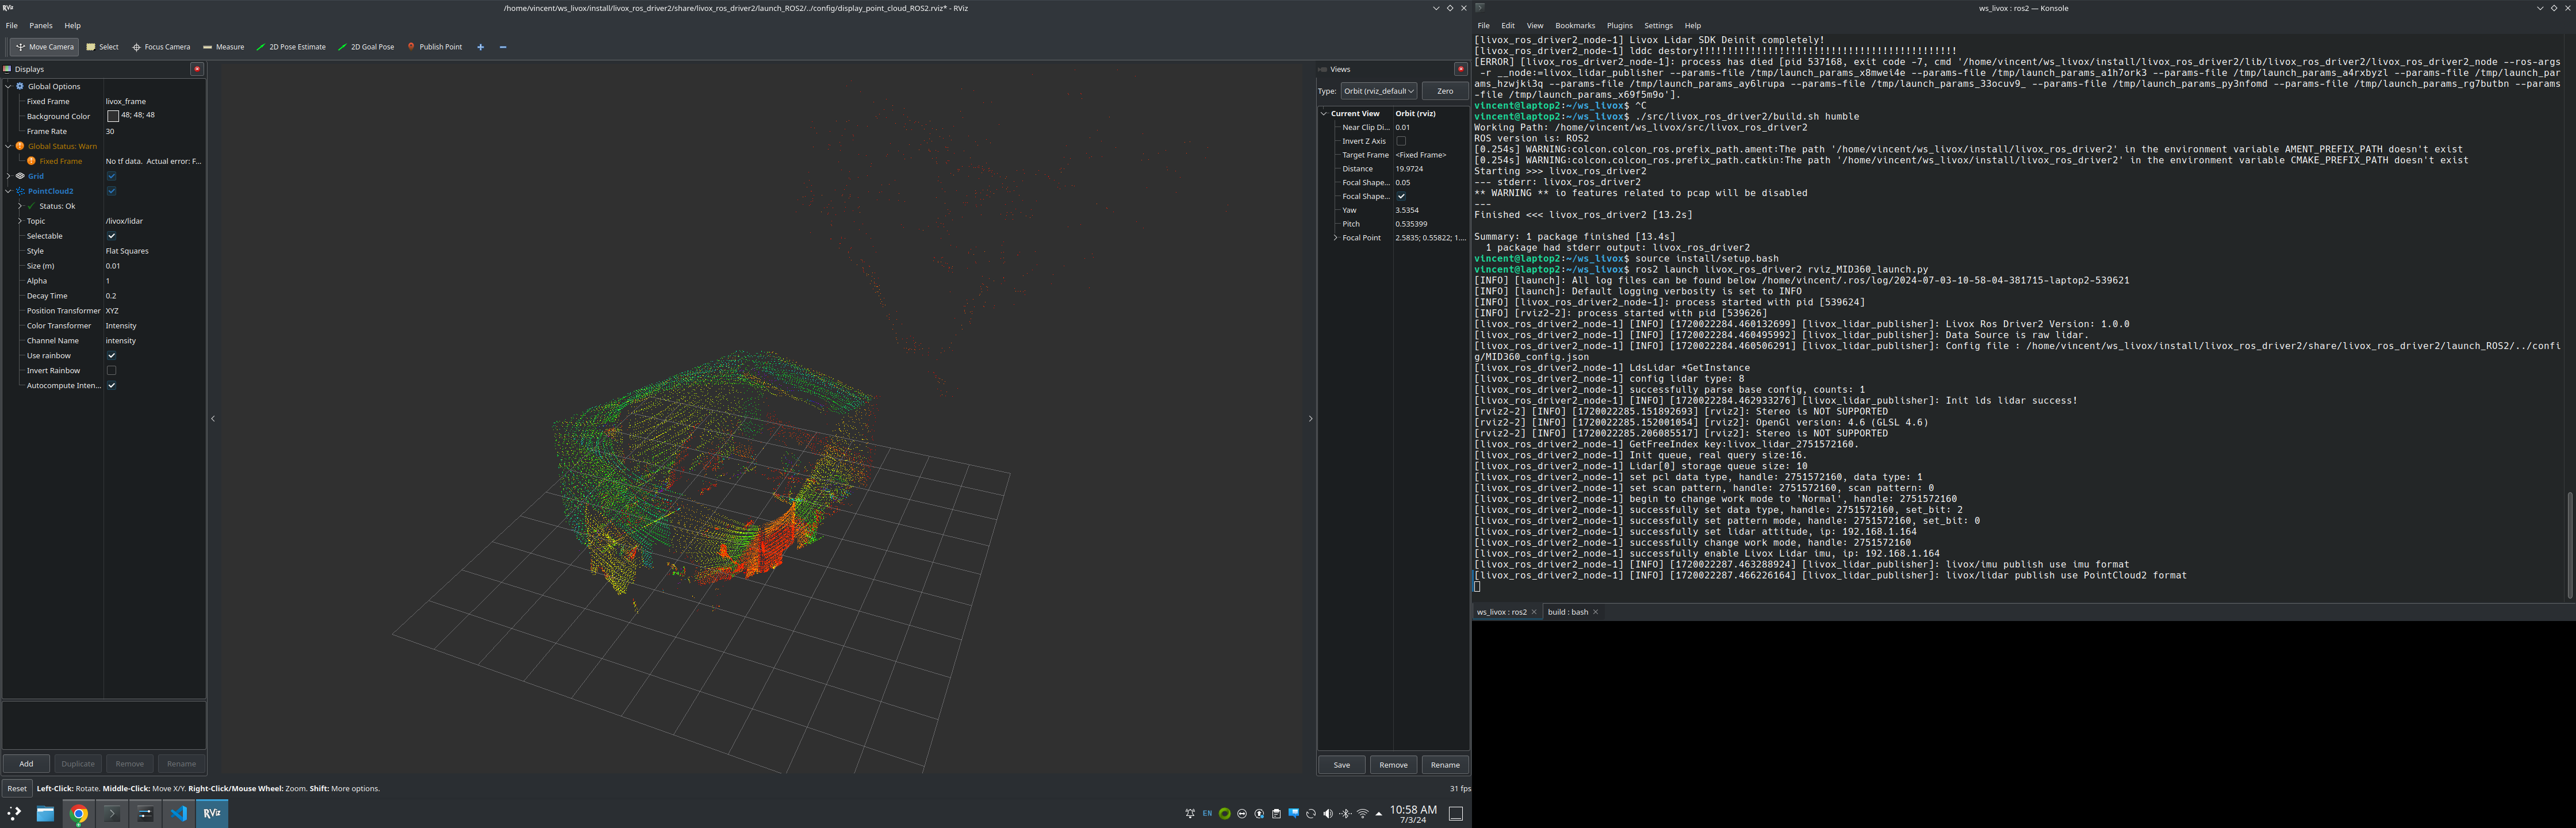 /home/vincent/ws_livox/install/livox_ros_driver2/share/livox_ros_driver2/launch_ROS2/../config/display_point_cloud_ROS2.rviz* - RViz
File Panels Help
Move Camera Select Focus Camera Measure 2D Pose Estimate 2D Goal Pose Publish Point
Displays
Global Options
Fixed Frame livox_frame
Background Color 48; 48; 48
Frame Rate 30
Global Status: Warn
Fixed Frame No tf data. Actual error: F...
Grid
PointCloud2
Status: Ok
Topic /livox/lidar
Selectable
Style Flat Squares
Size (m) 0.01
Alpha 1
Decay Time 0.2
Position Transformer XYZ
Color Transformer Intensity
Channel Name intensity
Use rainbow
Invert Rainbow
Autocompute Inten...
Add Duplicate Remove Rename
Reset Left-Click: Rotate. Middle-Click: Move X/Y. Right-Click/Mouse Wheel: Zoom. Shift: More options.
31 fps
Views
Type: Orbit (rviz_default Zero
Current View Orbit (rviz)
Near Clip Di... 0.01
Invert Z Axis
Target Frame <Fixed Frame>
Distance 19.9724
Focal Shape... 0.05
Focal Shape...
Yaw 3.5354
Pitch 0.535399
Focal Point 2.5835; 0.55822; 1....
Save Remove Rename
RViz
EN
10:58 AM
7/3/24
ws_livox : ros2 — Konsole
File Edit View Bookmarks Plugins Settings Help
[livox_ros_driver2_node-1] Livox Lidar SDK Deinit completely!
[livox_ros_driver2_node-1] lddc destory!!!!!!!!!!!!!!!!!!!!!!!!!!!!!!!!!!!!!!!!!!!!!
[ERROR] [livox_ros_driver2_node-1]: process has died [pid 537168, exit code -7, cmd '/home/vincent/ws_livox/install/livox_ros_driver2/lib/livox_ros_driver2/livox_ros_driver2_node --ros-args
-r __node:=livox_lidar_publisher --params-file /tmp/launch_params_x8mwei4e --params-file /tmp/launch_params_a1h7ork3 --params-file /tmp/launch_params_a4rxbyzl --params-file /tmp/launch_par
ams_hzwjki3q --params-file /tmp/launch_params_ay6lrupa --params-file /tmp/launch_params_33ocuv9_ --params-file /tmp/launch_params_py3nfomd --params-file /tmp/launch_params_rg7butbn --params
-file /tmp/launch_params_x69f5m9o'].
vincent@laptop2:~/ws_livox$ ^C
vincent@laptop2:~/ws_livox$ ./src/livox_ros_driver2/build.sh humble
Working Path: /home/vincent/ws_livox/src/livox_ros_driver2
ROS version is: ROS2
[0.254s] WARNING:colcon.colcon_ros.prefix_path.ament:The path '/home/vincent/ws_livox/install/livox_ros_driver2' in the environment variable AMENT_PREFIX_PATH doesn't exist
[0.254s] WARNING:colcon.colcon_ros.prefix_path.catkin:The path '/home/vincent/ws_livox/install/livox_ros_driver2' in the environment variable CMAKE_PREFIX_PATH doesn't exist
Starting >>> livox_ros_driver2
--- stderr: livox_ros_driver2
** WARNING ** io features related to pcap will be disabled
---
Finished <<< livox_ros_driver2 [13.2s]
Summary: 1 package finished [13.4s]
1 package had stderr output: livox_ros_driver2
vincent@laptop2:~/ws_livox$ source install/setup.bash
vincent@laptop2:~/ws_livox$ ros2 launch livox_ros_driver2 rviz_MID360_launch.py
[INFO] [launch]: All log files can be found below /home/vincent/.ros/log/2024-07-03-10-58-04-381715-laptop2-539621
[INFO] [launch]: Default logging verbosity is set to INFO
[INFO] [livox_ros_driver2_node-1]: process started with pid [539624]
[INFO] [rviz2-2]: process started with pid [539626]
[livox_ros_driver2_node-1] [INFO] [1720022284.460132699] [livox_lidar_publisher]: Livox Ros Driver2 Version: 1.0.0
[livox_ros_driver2_node-1] [INFO] [1720022284.460495992] [livox_lidar_publisher]: Data Source is raw lidar.
[livox_ros_driver2_node-1] [INFO] [1720022284.460506291] [livox_lidar_publisher]: Config file : /home/vincent/ws_livox/install/livox_ros_driver2/share/livox_ros_driver2/launch_ROS2/../confi
g/MID360_config.json
[livox_ros_driver2_node-1] LdsLidar *GetInstance
[livox_ros_driver2_node-1] config lidar type: 8
[livox_ros_driver2_node-1] successfully parse base config, counts: 1
[livox_ros_driver2_node-1] [INFO] [1720022284.462933276] [livox_lidar_publisher]: Init lds lidar success!
[rviz2-2] [INFO] [1720022285.151892693] [rviz2]: Stereo is NOT SUPPORTED
[rviz2-2] [INFO] [1720022285.152001054] [rviz2]: OpenGl version: 4.6 (GLSL 4.6)
[rviz2-2] [INFO] [1720022285.206085517] [rviz2]: Stereo is NOT SUPPORTED
[livox_ros_driver2_node-1] GetFreeIndex key:livox_lidar_2751572160.
[livox_ros_driver2_node-1] Init queue, real query size:16.
[livox_ros_driver2_node-1] Lidar[0] storage queue size: 10
[livox_ros_driver2_node-1] set pcl data type, handle: 2751572160, data type: 1
[livox_ros_driver2_node-1] set scan pattern, handle: 2751572160, scan pattern: 0
[livox_ros_driver2_node-1] begin to change work mode to 'Normal', handle: 2751572160
[livox_ros_driver2_node-1] successfully set data type, handle: 2751572160, set_bit: 2
[livox_ros_driver2_node-1] successfully set pattern mode, handle: 2751572160, set_bit: 0
[livox_ros_driver2_node-1] successfully set lidar attitude, ip: 192.168.1.164
[livox_ros_driver2_node-1] successfully change work mode, handle: 2751572160
[livox_ros_driver2_node-1] successfully enable Livox Lidar imu, ip: 192.168.1.164
[livox_ros_driver2_node-1] [INFO] [1720022287.463288924] [livox_lidar_publisher]: livox/imu publish use imu format
[livox_ros_driver2_node-1] [INFO] [1720022287.466226164] [livox_lidar_publisher]: livox/lidar publish use PointCloud2 format
ws_livox : ros2 build : bash